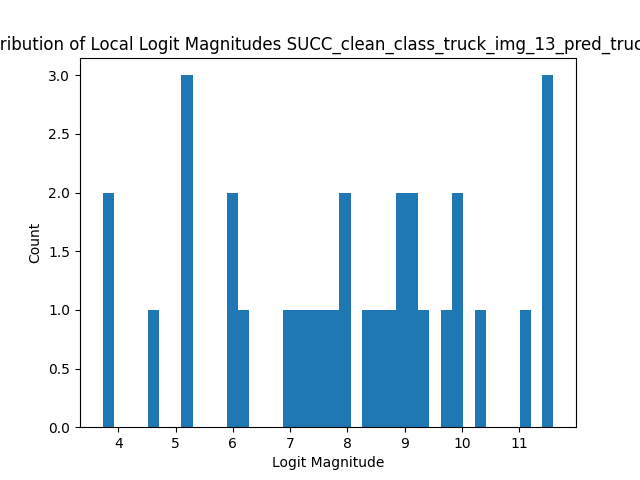 ribution of Local Logit Magnitudes SUCC_clean_class_truck_img_13_pred_truc
3.0
2.5
2.0
1.5
1.0
0.5
0.0
Count
4 5 6 7 8 9 10 11
Logit Magnitude